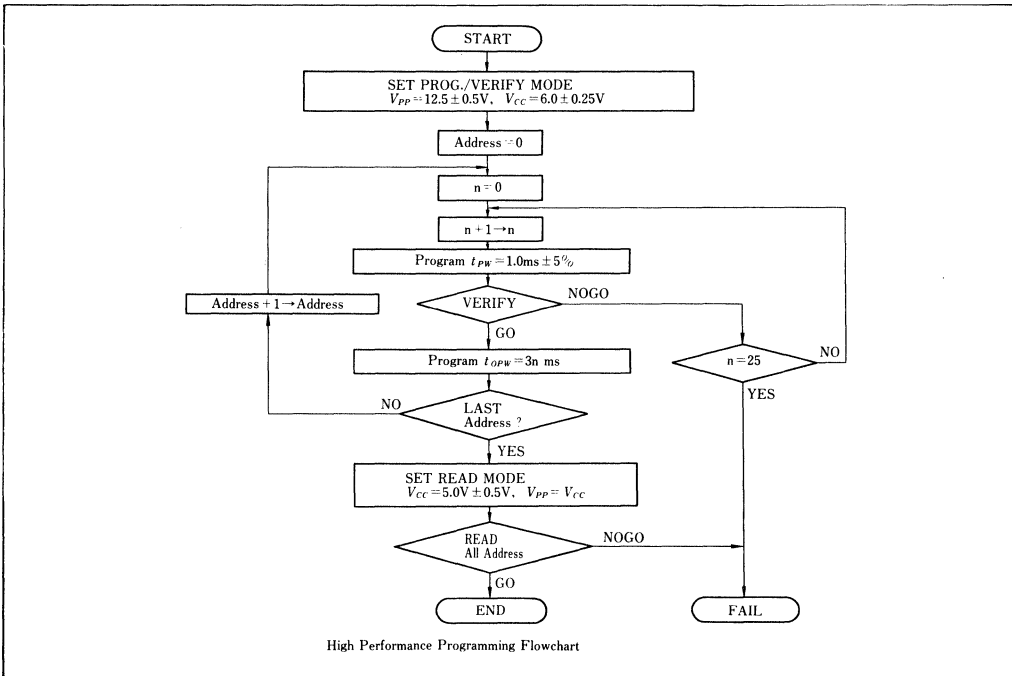 START
SET PROG./VERIFY MODE
V_PP = 12.5 ± 0.5V, V_CC = 6.0 ± 0.25V
Address = 0
n = 0
n + 1 → n
Program t_PW = 1.0ms ± 5%
VERIFY
NOGO
GO
Address + 1 → Address
Program t_OPW = 3n ms
n = 25
NO
YES
NO
LAST
Address ?
YES
SET READ MODE
V_CC = 5.0V ± 0.5V, V_PP = V_CC
READ
All Address
NOGO
GO
END
FAIL
High Performance Programming Flowchart